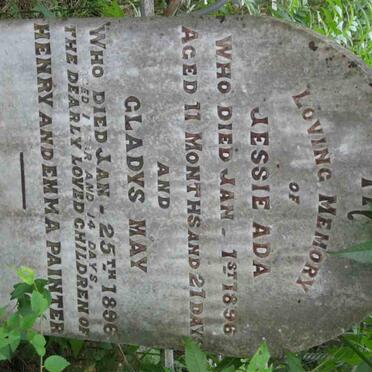 LOVING MEMORY
OF
JESSIE ADA
WHO DIED JAN - 1ST 1896
AGED 11 MONTHS AND 27 DAYS
AND
GLADYS MAY
WHO DIED JAN - 25TH 1896
AND 14 DAYS
THE DEARLY LOVED CHILDREN OF
HENRY AND EMMA PAINTER